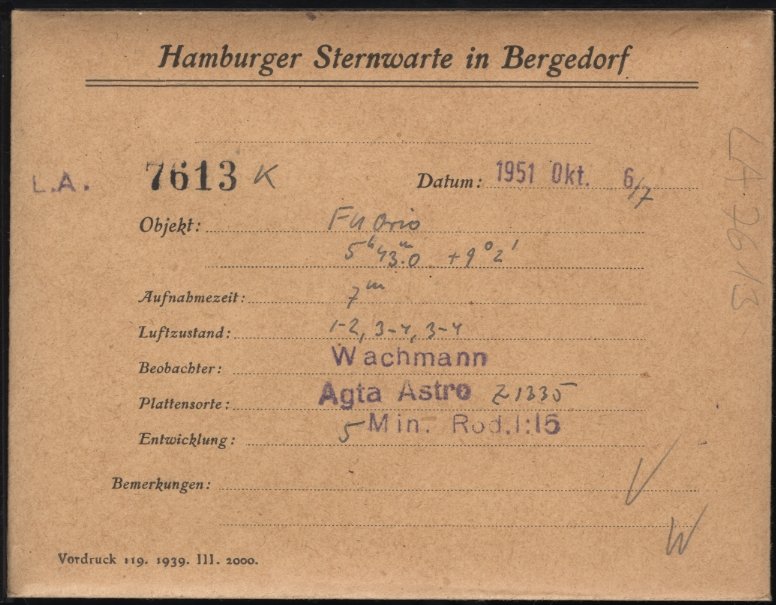 Hamburger Sternwarte in Bergedorf
L.A. 7613 K Datum: 1951 Okt. 6/7
Objekt: FU Orio
5h 43m.0 +9° 2'
Aufnahmezeit: 7m
Luftzustand: 1-2, 3-4, 3-4
Beobachter: Wachmann
Plattensorte: Agfa Astro Z1335
Entwicklung: 5 Min. Rod.1:15
Bemerkungen:
V
W
Vordruck 119. 1939. III. 2000.
LA 7613